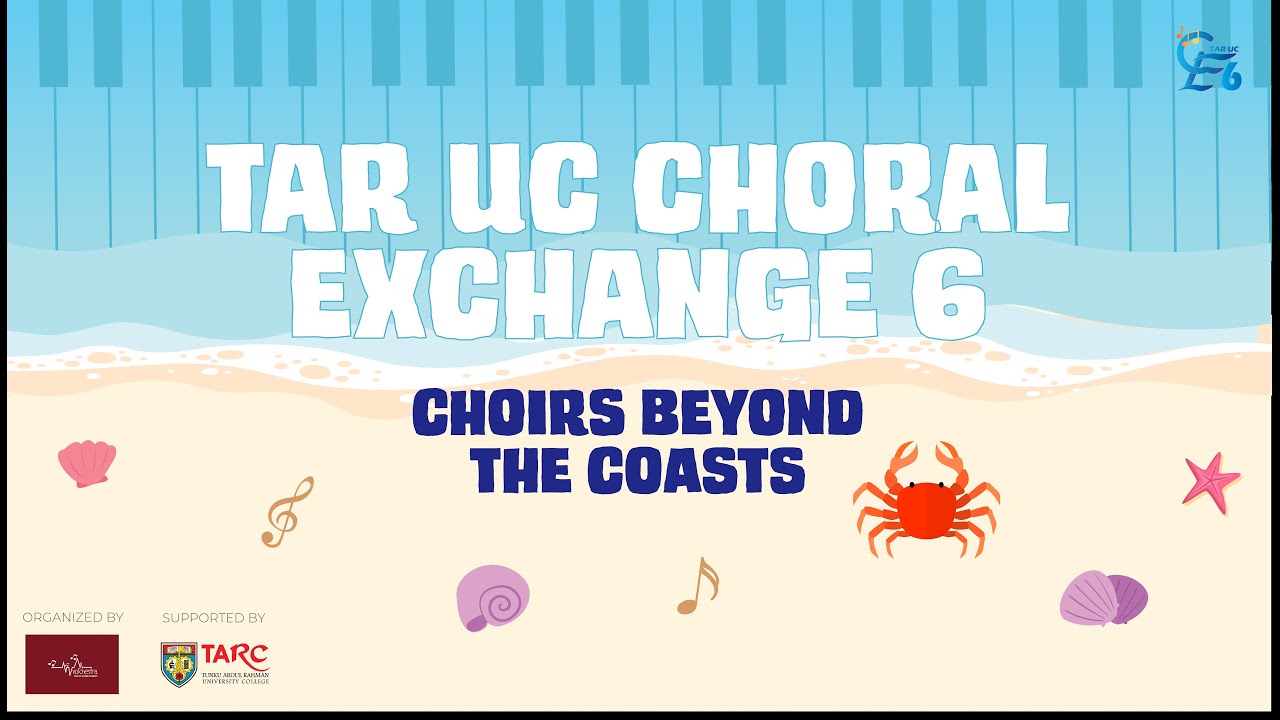 TAR UC
6
TAR UC CHORAL
EXCHANGE 6
CHOIRS BEYOND
THE COASTS
ORGANIZED BY
SUPPORTED BY
TARC
TUNKU ABDUL RAHMAN
UNIVERSITY COLLEGE